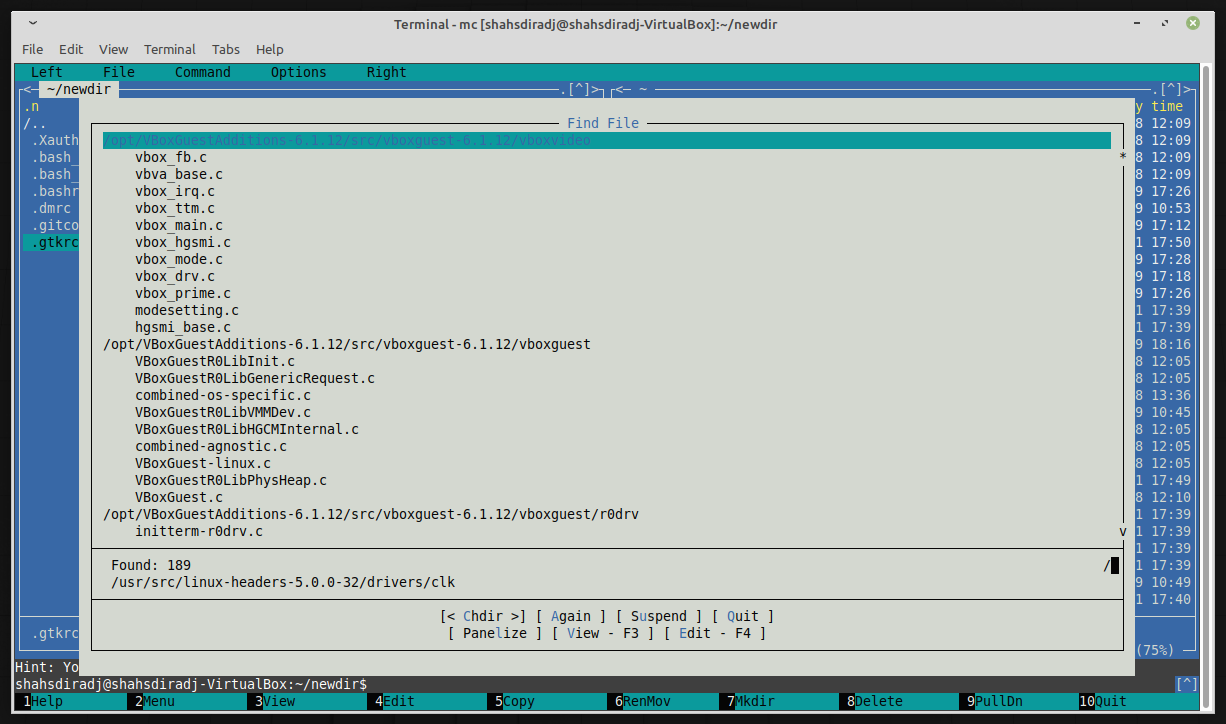 Terminal - mc [shahsdiradj@shahsdiradj-VirtualBox]:~/newdir
File Edit View Terminal Tabs Help
Left File Command Options Right
<─ ~/newdir .[^]> <─ ~ .[^]>
.n y time
/.. 8 12:09
Find File
.Xauth /opt/VBoxGuestAdditions-6.1.12/src/vboxguest-6.1.12/vboxvideo 8 12:09
.bash_ vbox_fb.c * 8 12:09
.bash_ vbva_base.c 8 12:09
.bashr vbox_irq.c 9 17:26
.dmrc vbox_ttm.c 9 10:53
.gitco vbox_main.c 9 17:12
.gtkrc vbox_hgsmi.c 1 17:50
vbox_mode.c 9 17:28
vbox_drv.c 9 17:18
vbox_prime.c 9 17:26
modesetting.c 1 17:39
hgsmi_base.c 1 17:39
/opt/VBoxGuestAdditions-6.1.12/src/vboxguest-6.1.12/vboxguest 9 18:16
VBoxGuestR0LibInit.c 8 12:05
VBoxGuestR0LibGenericRequest.c 8 12:05
combined-os-specific.c 8 13:36
VBoxGuestR0LibVMMDev.c 9 10:45
VBoxGuestR0LibHGCMInternal.c 8 12:05
combined-agnostic.c 8 12:05
VBoxGuest-linux.c 8 12:05
VBoxGuestR0LibPhysHeap.c 1 17:49
VBoxGuest.c 8 12:10
/opt/VBoxGuestAdditions-6.1.12/src/vboxguest-6.1.12/vboxguest/r0drv 1 17:39
initterm-r0drv.c v 1 17:39
1 17:39
Found: 189 / 1 17:39
/usr/src/linux-headers-5.0.0-32/drivers/clk 9 10:49
1 17:40
[< Chdir >] [ Again ] [ Suspend ] [ Quit ]
.gtkrc [ Panelize ] [ View - F3 ] [ Edit - F4 ]
(75%)
Hint: Yo
shahsdiradj@shahsdiradj-VirtualBox:~/newdir$ [^]
1Help 2Menu 3View 4Edit 5Copy 6RenMov 7Mkdir 8Delete 9PullDn 10Quit